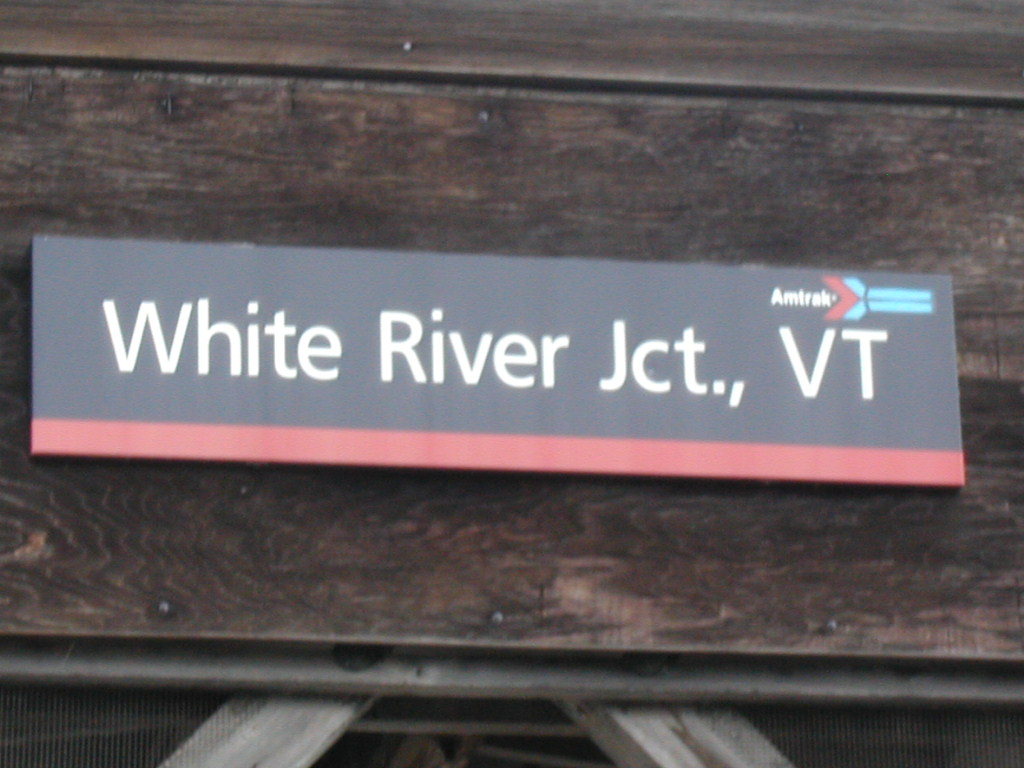 Amtrak
White River Jct., VT